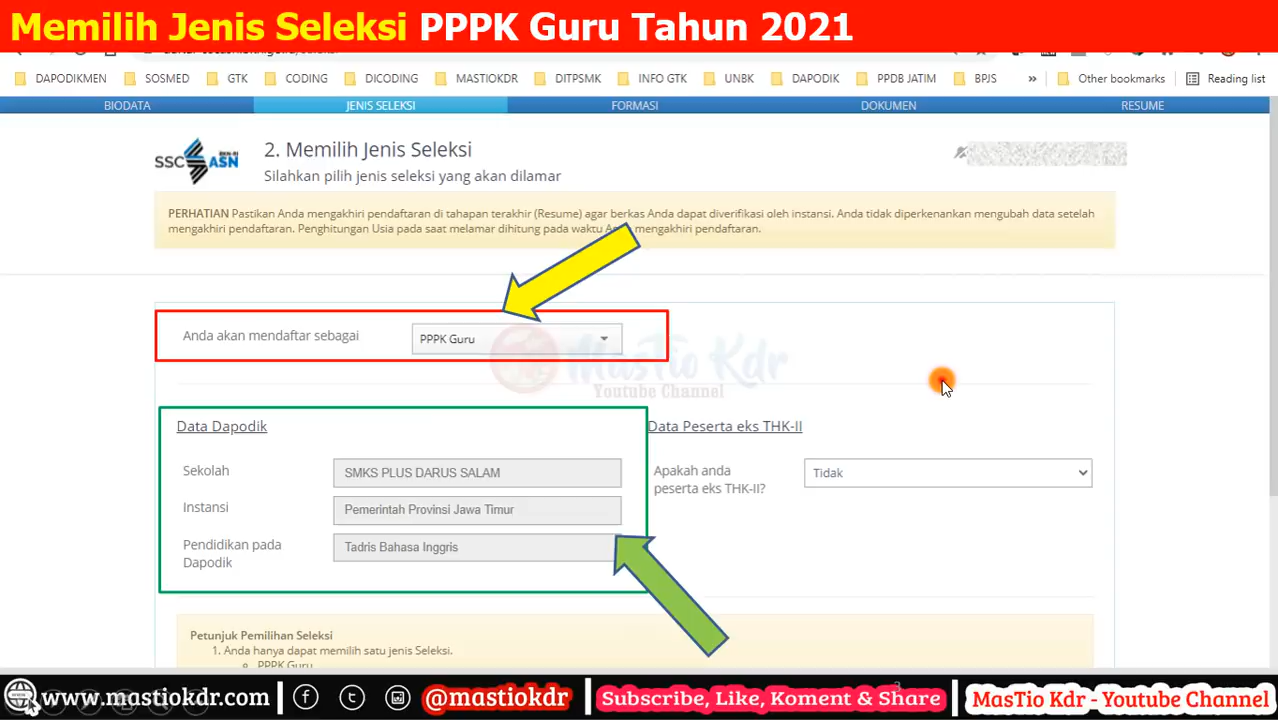 Memilih Jenis Seleksi PPPK Guru Tahun 2021
DAPODIKMEN SOSMED GTK CODING DICODING MASTIOKDR DITPSMK INFO GTK UNBK DAPODIK PPDB JATIM BPJS » Other bookmarks Reading list
BIODATA JENIS SELEKSI FORMASI DOKUMEN RESUME
SSC ASN
BKN-RI
2. Memilih Jenis Seleksi
Silahkan pilih jenis seleksi yang akan dilamar
PERHATIAN Pastikan Anda mengakhiri pendaftaran di tahapan terakhir (Resume) agar berkas Anda dapat diverifikasi oleh instansi. Anda tidak diperkenankan mengubah data setelah
mengakhiri pendaftaran. Penghitungan Usia pada saat melamar dihitung pada waktu mengakhiri pendaftaran.
Anda akan mendaftar sebagai PPPK Guru
MasTio Kdr
Youtube Channel
Data Dapodik
Sekolah SMKS PLUS DARUS SALAM
Instansi Pemerintah Provinsi Jawa Timur
Pendidikan pada
Dapodik
Tadris Bahasa Inggris
Data Peserta eks THK-II
Apakah anda
peserta eks THK-II?
Tidak
Petunjuk Pemilihan Seleksi
1. Anda hanya dapat memilih satu jenis Seleksi.
PPPK Guru
www.mastiokdr.com @mastiokdr Subscribe, Like, Koment & Share MasTio Kdr - Youtube Channel
3